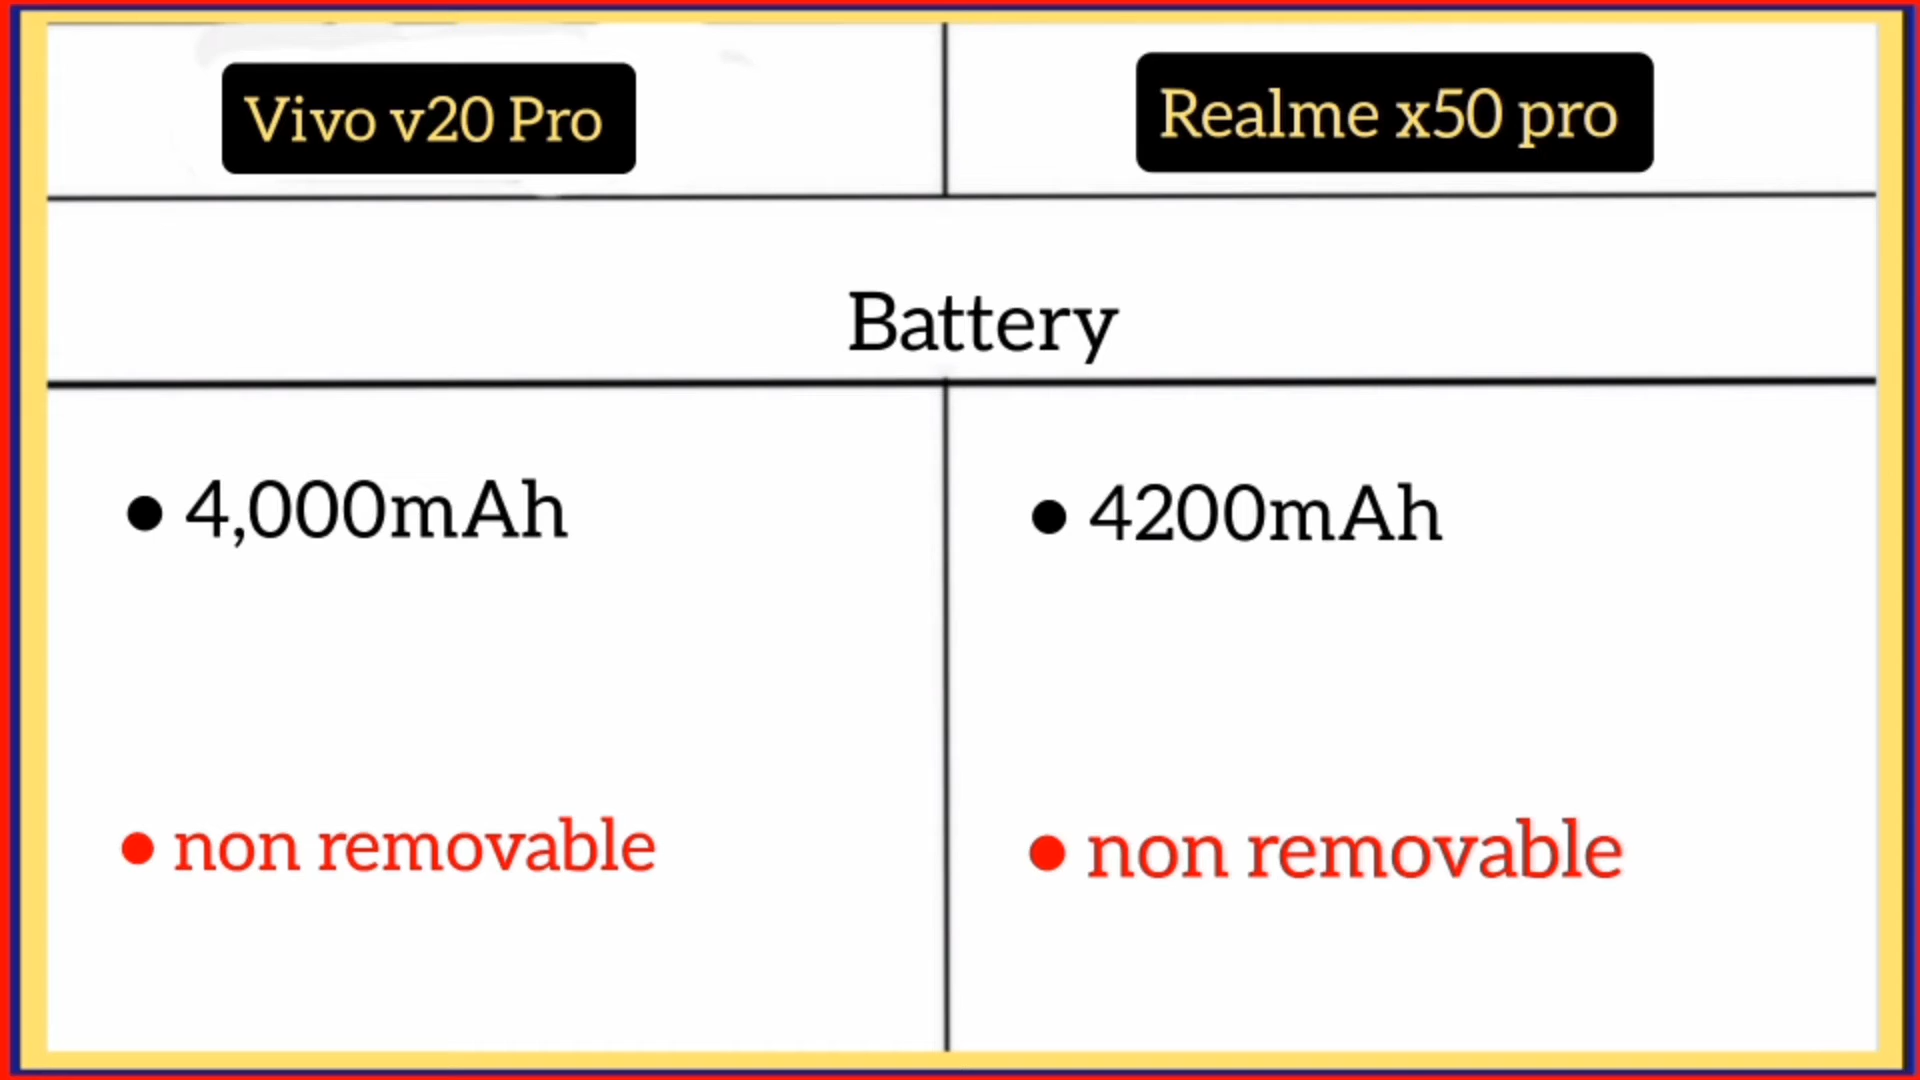 Vivo v20 Pro
Realme x50 pro
Battery
● 4,000mAh
● 4200mAh
● non removable
● non removable